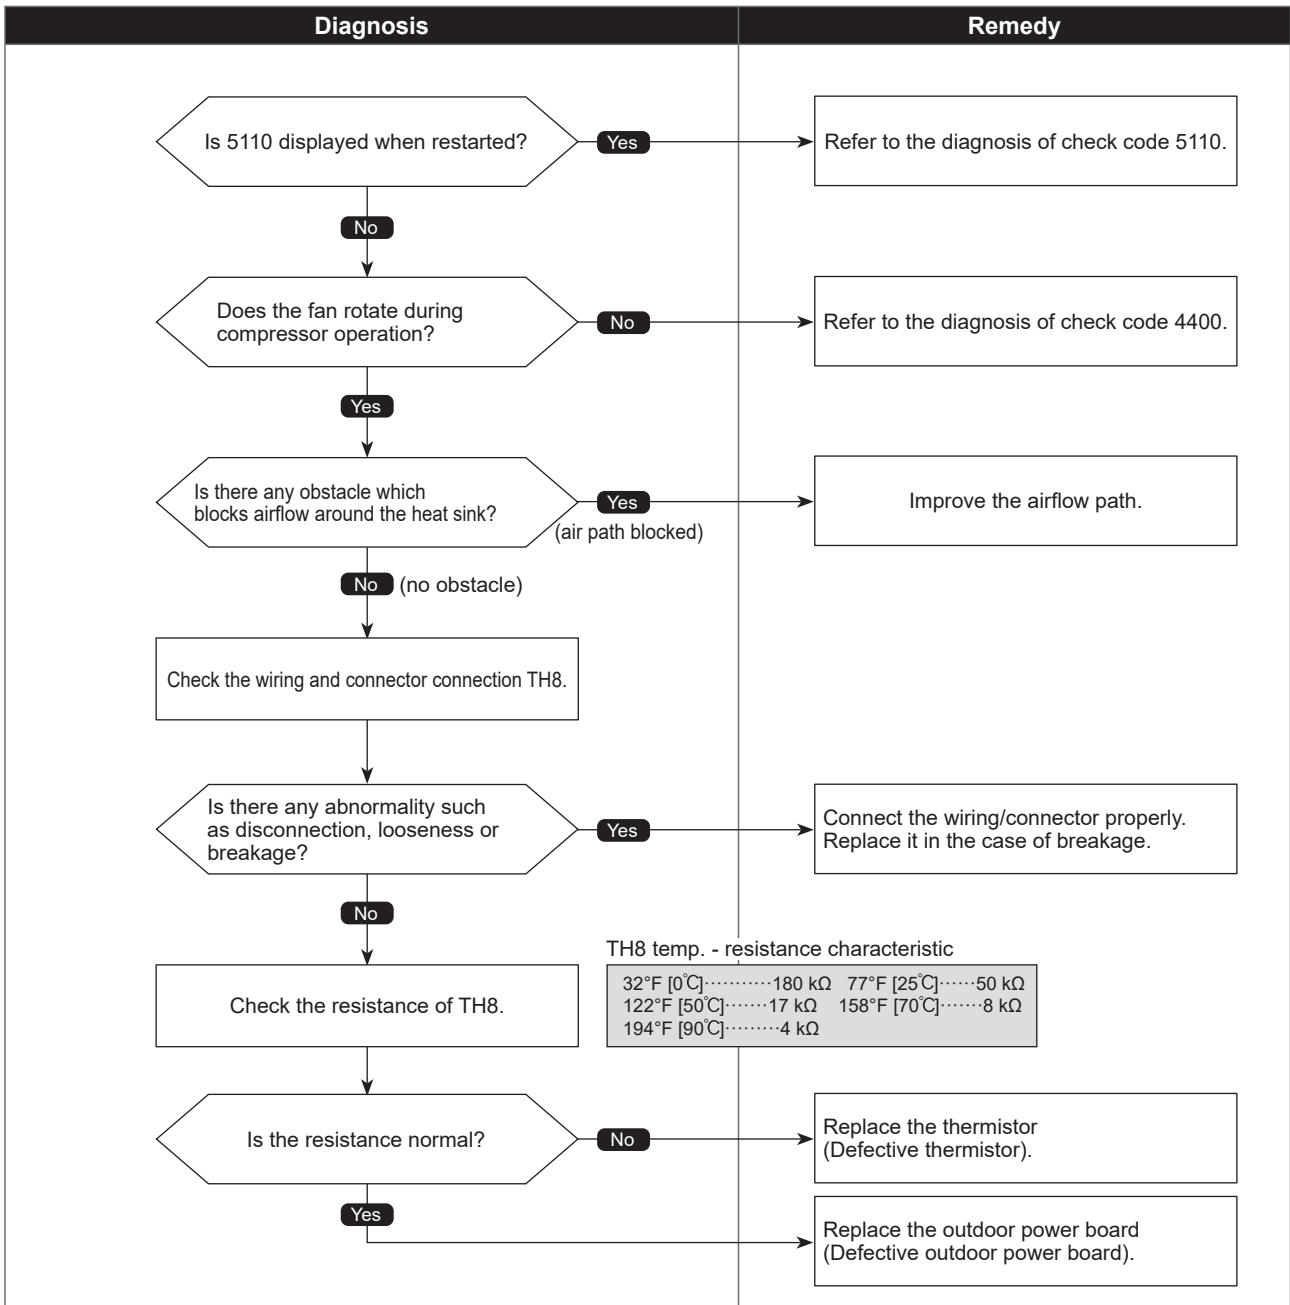 Diagnosis
Remedy
Is 5110 displayed when restarted?
Yes
Refer to the diagnosis of check code 5110.
No
Does the fan rotate during
compressor operation?
No
Refer to the diagnosis of check code 4400.
Yes
Is there any obstacle which
blocks airflow around the heat sink?
Yes
(air path blocked)
Improve the airflow path.
No (no obstacle)
Check the wiring and connector connection TH8.
Is there any abnormality such
as disconnection, looseness or
breakage?
Yes
Connect the wiring/connector properly.
Replace it in the case of breakage.
No
TH8 temp. - resistance characteristic
32°F [0℃]···········180 kΩ 77°F [25℃]······50 kΩ
122°F [50℃]·······17 kΩ 158°F [70℃]·······8 kΩ
194°F [90℃]·········4 kΩ
Check the resistance of TH8.
Is the resistance normal?
No
Replace the thermistor
(Defective thermistor).
Yes
Replace the outdoor power board
(Defective outdoor power board).